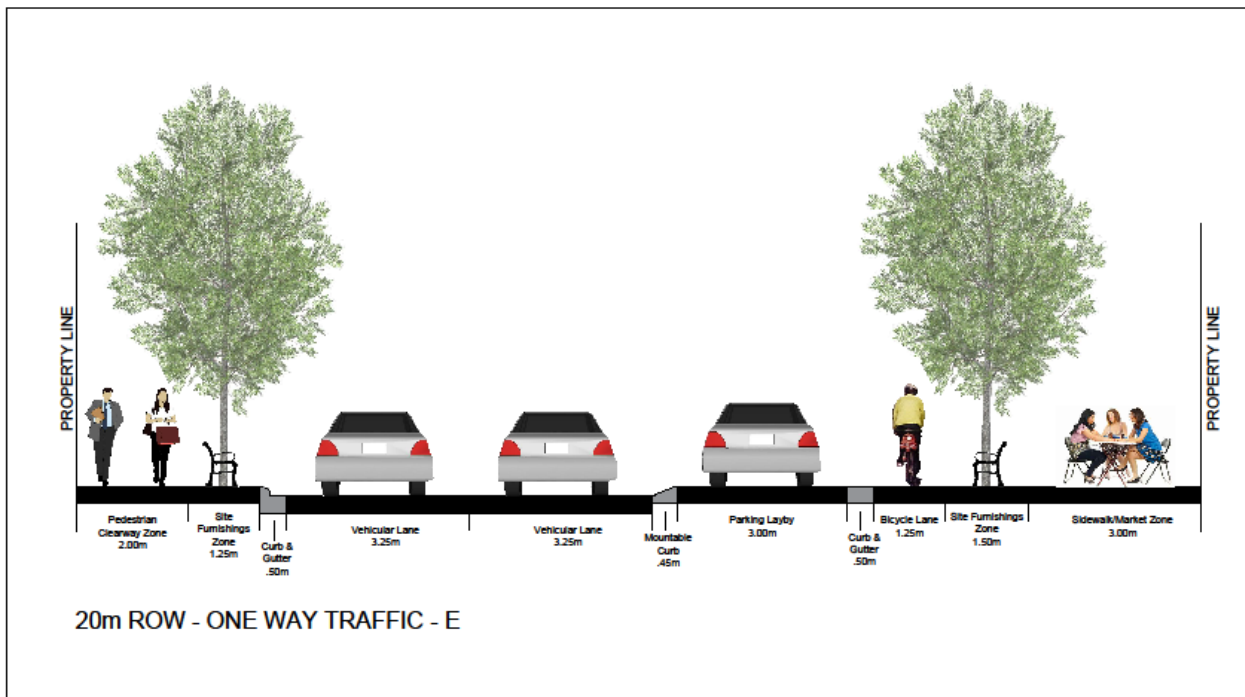 PROPERTY LINE
PROPERTY LINE
Pedestrian
Clearway Zone
2.00m
Site
Furnishings
Zone
1.25m
Curb &
Gutter
.50m
Vehicular Lane
3.25m
Vehicular Lane
3.25m
Mountable
Curb
.45m
Parking Layby
3.00m
Curb &
Gutter
.50m
Bicycle Lane
1.25m
Site Furnishings
Zone
1.50m
Sidewalk/Market Zone
3.00m
20m ROW - ONE WAY TRAFFIC - E